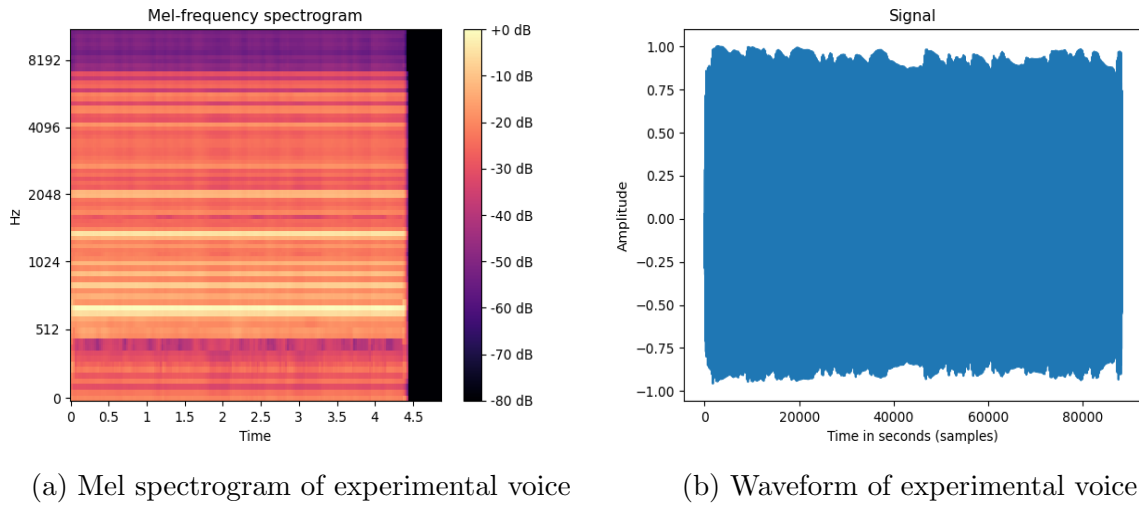 Mel-frequency spectrogram
Hz
8192
4096
2048
1024
512
0
0 0.5 1 1.5 2 2.5 3 3.5 4 4.5
Time
+0 dB
-10 dB
-20 dB
-30 dB
-40 dB
-50 dB
-60 dB
-70 dB
-80 dB
Signal
Amplitude
1.00
0.75
0.50
0.25
0.00
−0.25
−0.50
−0.75
−1.00
0 20000 40000 60000 80000
Time in seconds (samples)
(a) Mel spectrogram of experimental voice
(b) Waveform of experimental voice